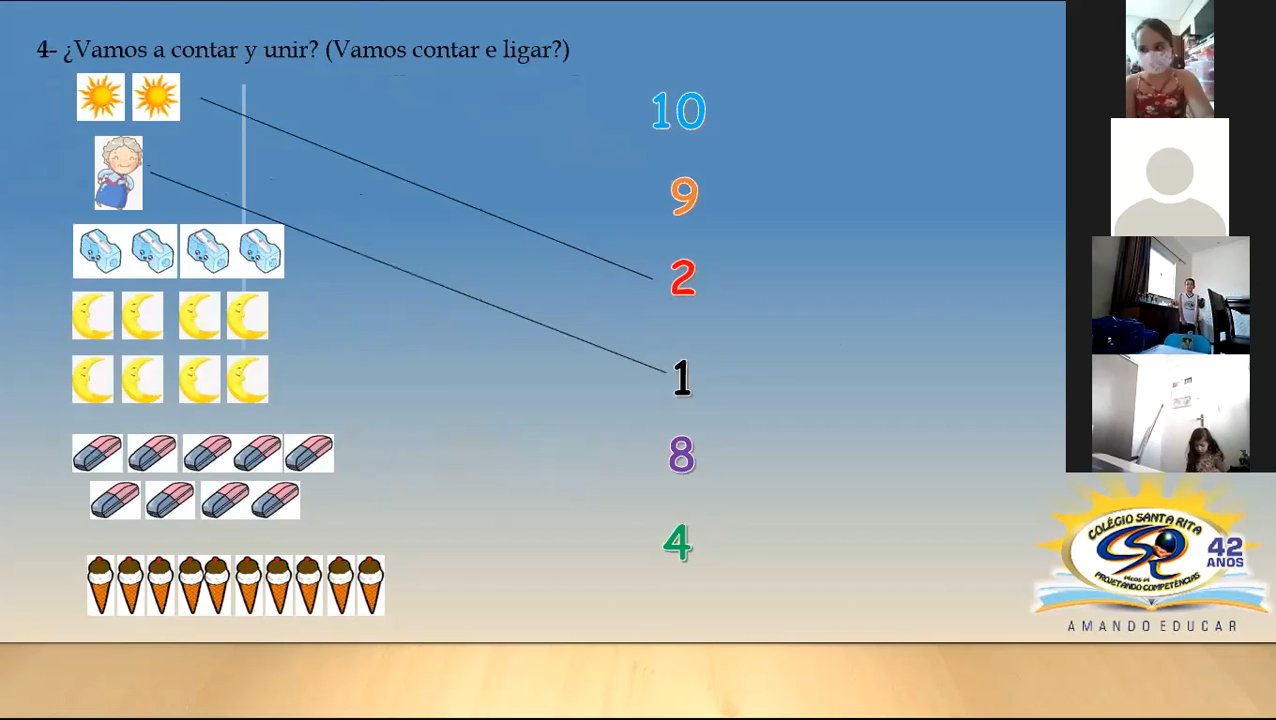 4- ¿Vamos a contar y unir? (Vamos contar e ligar?)
10
9
2
1
8
4
COLÉGIO SANTA RITA
PROJETANDO COMPETÊNCIAS
42
ANOS
AMANDO EDUCAR